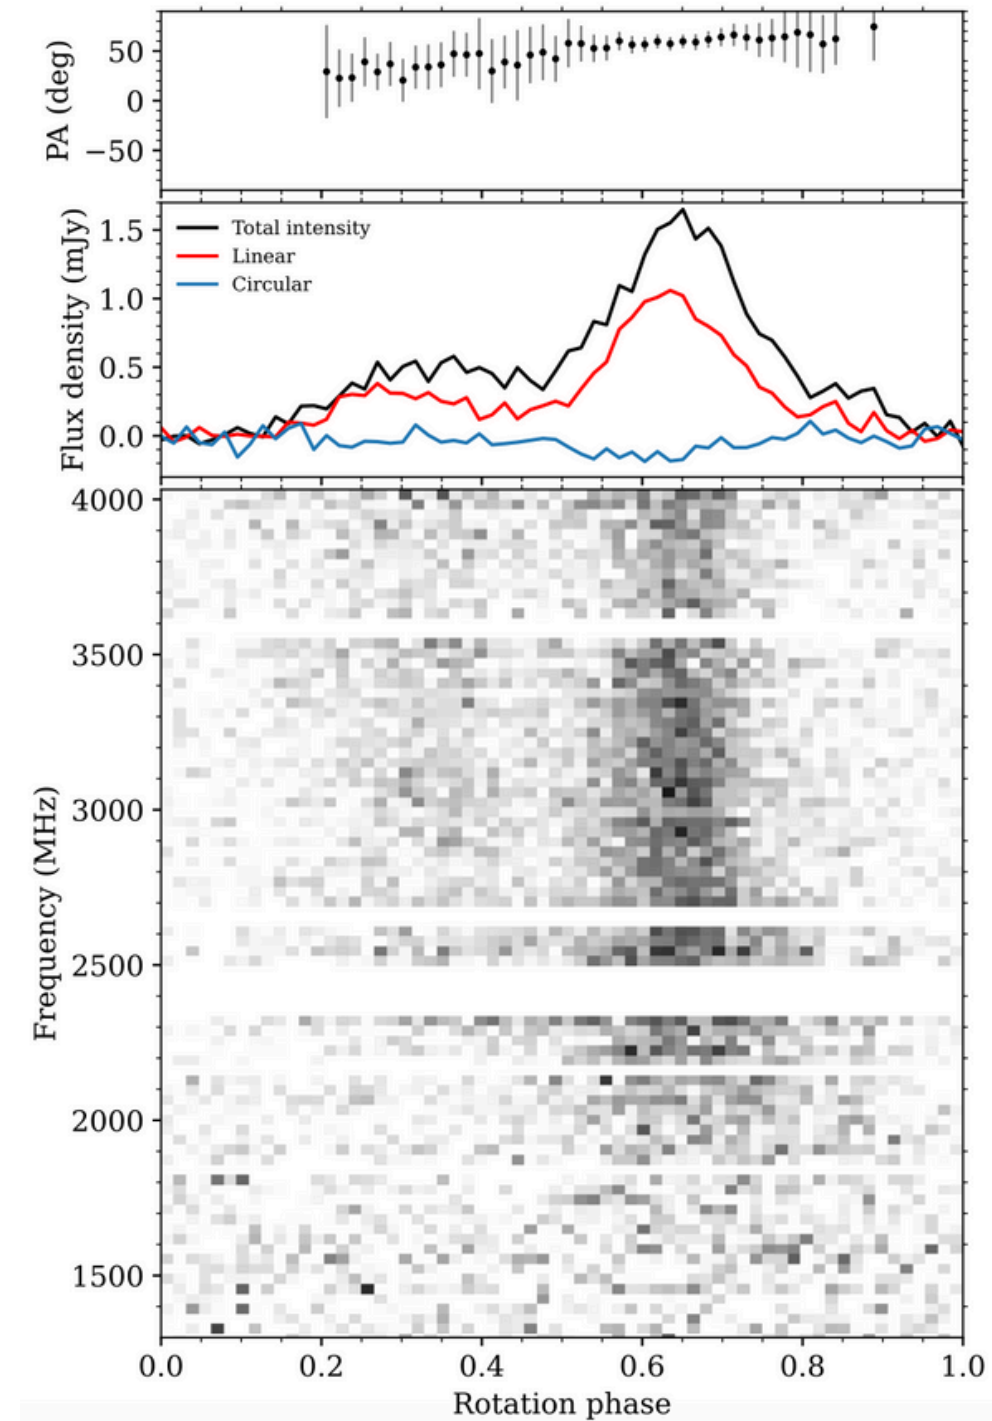 PA (deg)
50
0
−50
Flux density (mJy)
1.5
1.0
0.5
0.0
Total intensity
Linear
Circular
Frequency (MHz)
4000
3500
3000
2500
2000
1500
0.0 0.2 0.4 0.6 0.8 1.0
Rotation phase